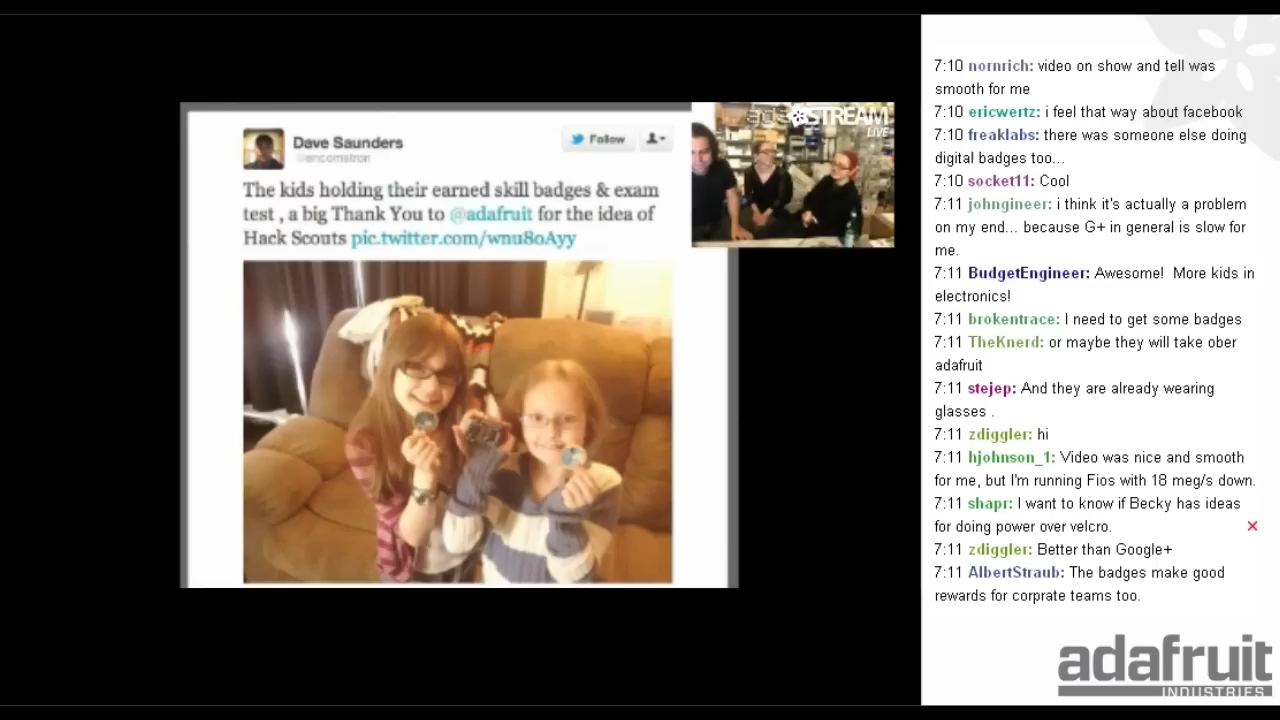 Dave Saunders
@encomstron
Follow
The kids holding their earned skill badges & exam
test , a big Thank You to @adafruit for the idea of
Hack Scouts pic.twitter.com/wnu8oAyy
STREAM
LIVE
7:10 nornrich: video on show and tell was
smooth for me
7:10 ericwertz: i feel that way about facebook
7:10 freaklabs: there was someone else doing
digital badges too...
7:10 socket11: Cool
7:11 johngineer: i think it's actually a problem
on my end... because G+ in general is slow for
me.
7:11 BudgetEngineer: Awesome!  More kids in
electronics!
7:11 brokentrace: I need to get some badges
7:11 TheKnerd: or maybe they will take ober
adafruit
7:11 stejep: And they are already wearing
glasses .
7:11 zdiggler: hi
7:11 hjohnson_1: Video was nice and smooth
for me, but I'm running Fios with 18 meg/s down.
7:11 shapr: I want to know if Becky has ideas
for doing power over velcro.
7:11 zdiggler: Better than Google+
7:11 AlbertStraub: The badges make good
rewards for corprate teams too.
adafruit
INDUSTRIES